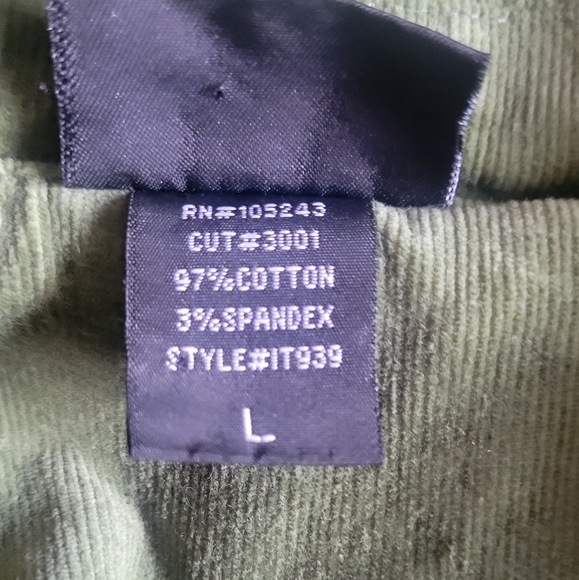 RN#105243
CUT#3001
97%COTTON
3%SPANDEX
STYLE#IT939
L